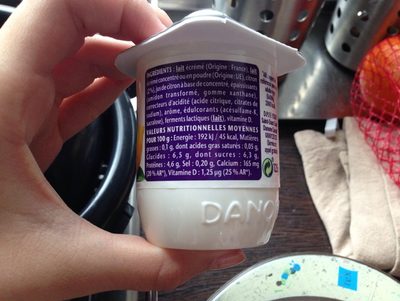 INGRÉDIENTS : lait écrémé (Origine : France), lait
écrémé concentré ou en poudre (Origine : UE), citron
2%), jus de citron à base de concentré, épaississants
(amidon transformé, gomme xanthane),
correcteurs d'acidité (acide citrique, citrates de
sodium), arôme, édulcorants (acésulfame-K,
sucralose), ferments lactiques (lait), vitamine D.
VALEURS NUTRITIONNELLES MOYENNES
POUR 100 g : Energie : 192 kJ / 45 kcal, Matières
grasses : 0,1 g, dont acides gras saturés : 0,05 g,
Glucides : 6,5 g, dont sucres : 6,3 g,
Protéines : 4,6 g, Sel : 0,20 g, Calcium : 165 mg
(20 % AR*), Vitamine D : 1,25 µg (25 % AR*).
DANO